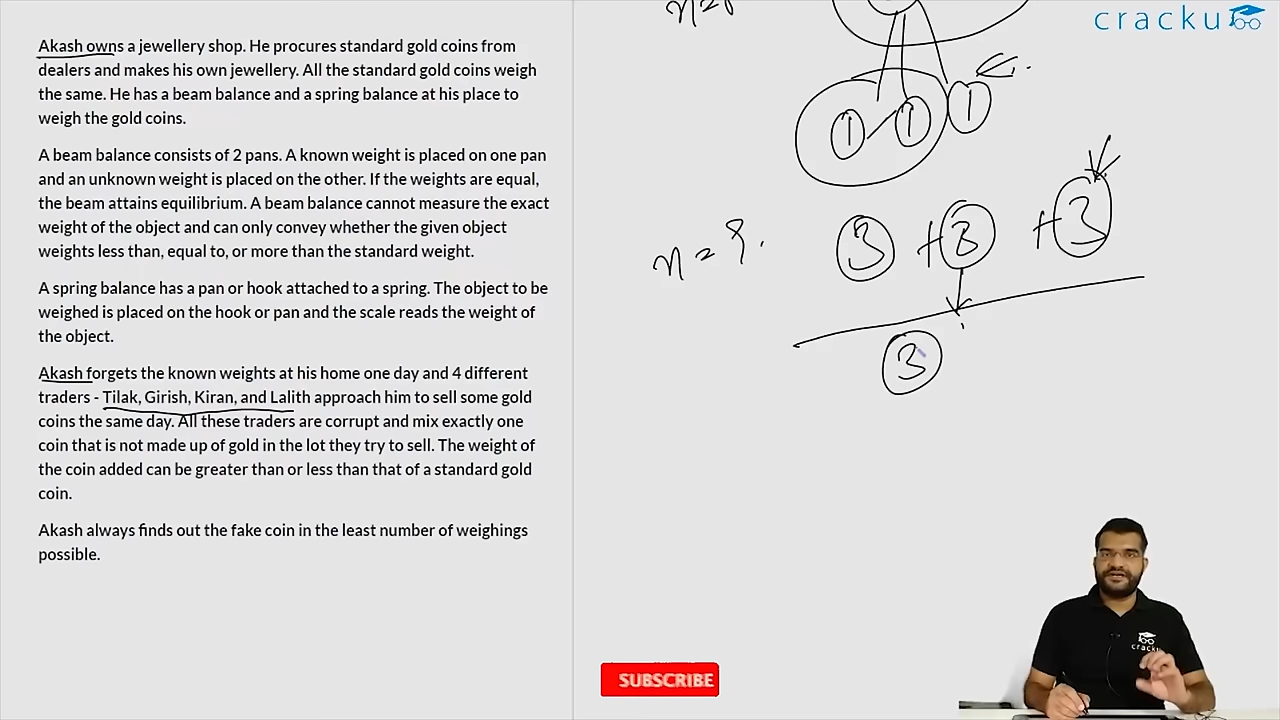 Akash owns a jewellery shop. He procures standard gold coins from
dealers and makes his own jewellery. All the standard gold coins weigh
the same. He has a beam balance and a spring balance at his place to
weigh the gold coins.
A beam balance consists of 2 pans. A known weight is placed on one pan
and an unknown weight is placed on the other. If the weights are equal,
the beam attains equilibrium. A beam balance cannot measure the exact
weight of the object and can only convey whether the given object
weights less than, equal to, or more than the standard weight.
A spring balance has a pan or hook attached to a spring. The object to be
weighed is placed on the hook or pan and the scale reads the weight of
the object.
Akash forgets the known weights at his home one day and 4 different
traders - Tilak, Girish, Kiran, and Lalith approach him to sell some gold
coins the same day. All these traders are corrupt and mix exactly one
coin that is not made up of gold in the lot they try to sell. The weight of
the coin added can be greater than or less than that of a standard gold
coin.
Akash always finds out the fake coin in the least number of weighings
possible.
cracku
1 1 1
n = 9. 3 + 3 + 3
3
cracku
SUBSCRIBE